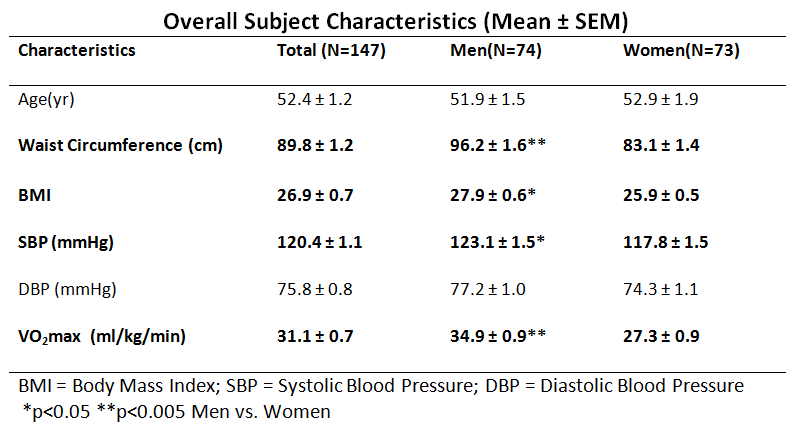 Overall Subject Characteristics (Mean ± SEM)
Characteristics Total (N=147) Men(N=74) Women(N=73)
Age(yr) 52.4 ± 1.2 51.9 ± 1.5 52.9 ± 1.9
Waist Circumference (cm) 89.8 ± 1.2 96.2 ± 1.6** 83.1 ± 1.4
BMI 26.9 ± 0.7 27.9 ± 0.6* 25.9 ± 0.5
SBP (mmHg) 120.4 ± 1.1 123.1 ± 1.5* 117.8 ± 1.5
DBP (mmHg) 75.8 ± 0.8 77.2 ± 1.0 74.3 ± 1.1
VO₂max (ml/kg/min) 31.1 ± 0.7 34.9 ± 0.9** 27.3 ± 0.9
BMI = Body Mass Index; SBP = Systolic Blood Pressure; DBP = Diastolic Blood Pressure
*p<0.05 **p<0.005 Men vs. Women